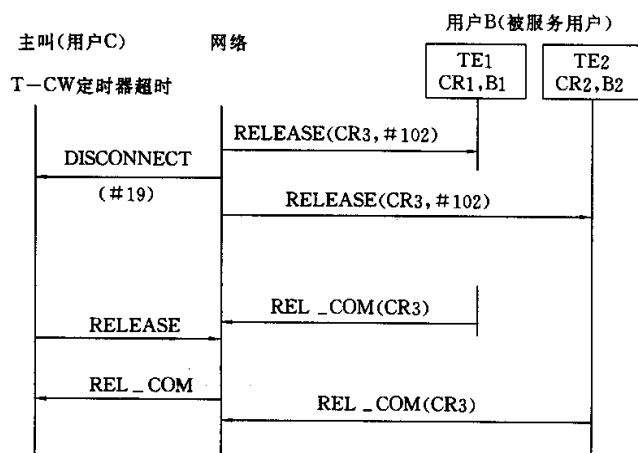 主叫(用户C)
网络
用户B(被服务用户)
TE1
CR1,B1
TE2
CR2,B2
T－CW定时器超时
RELEASE(CR3,#102)
DISCONNECT
(#19)
RELEASE(CR3,#102)
REL_COM(CR3)
RELEASE
REL_COM
REL_COM(CR3)